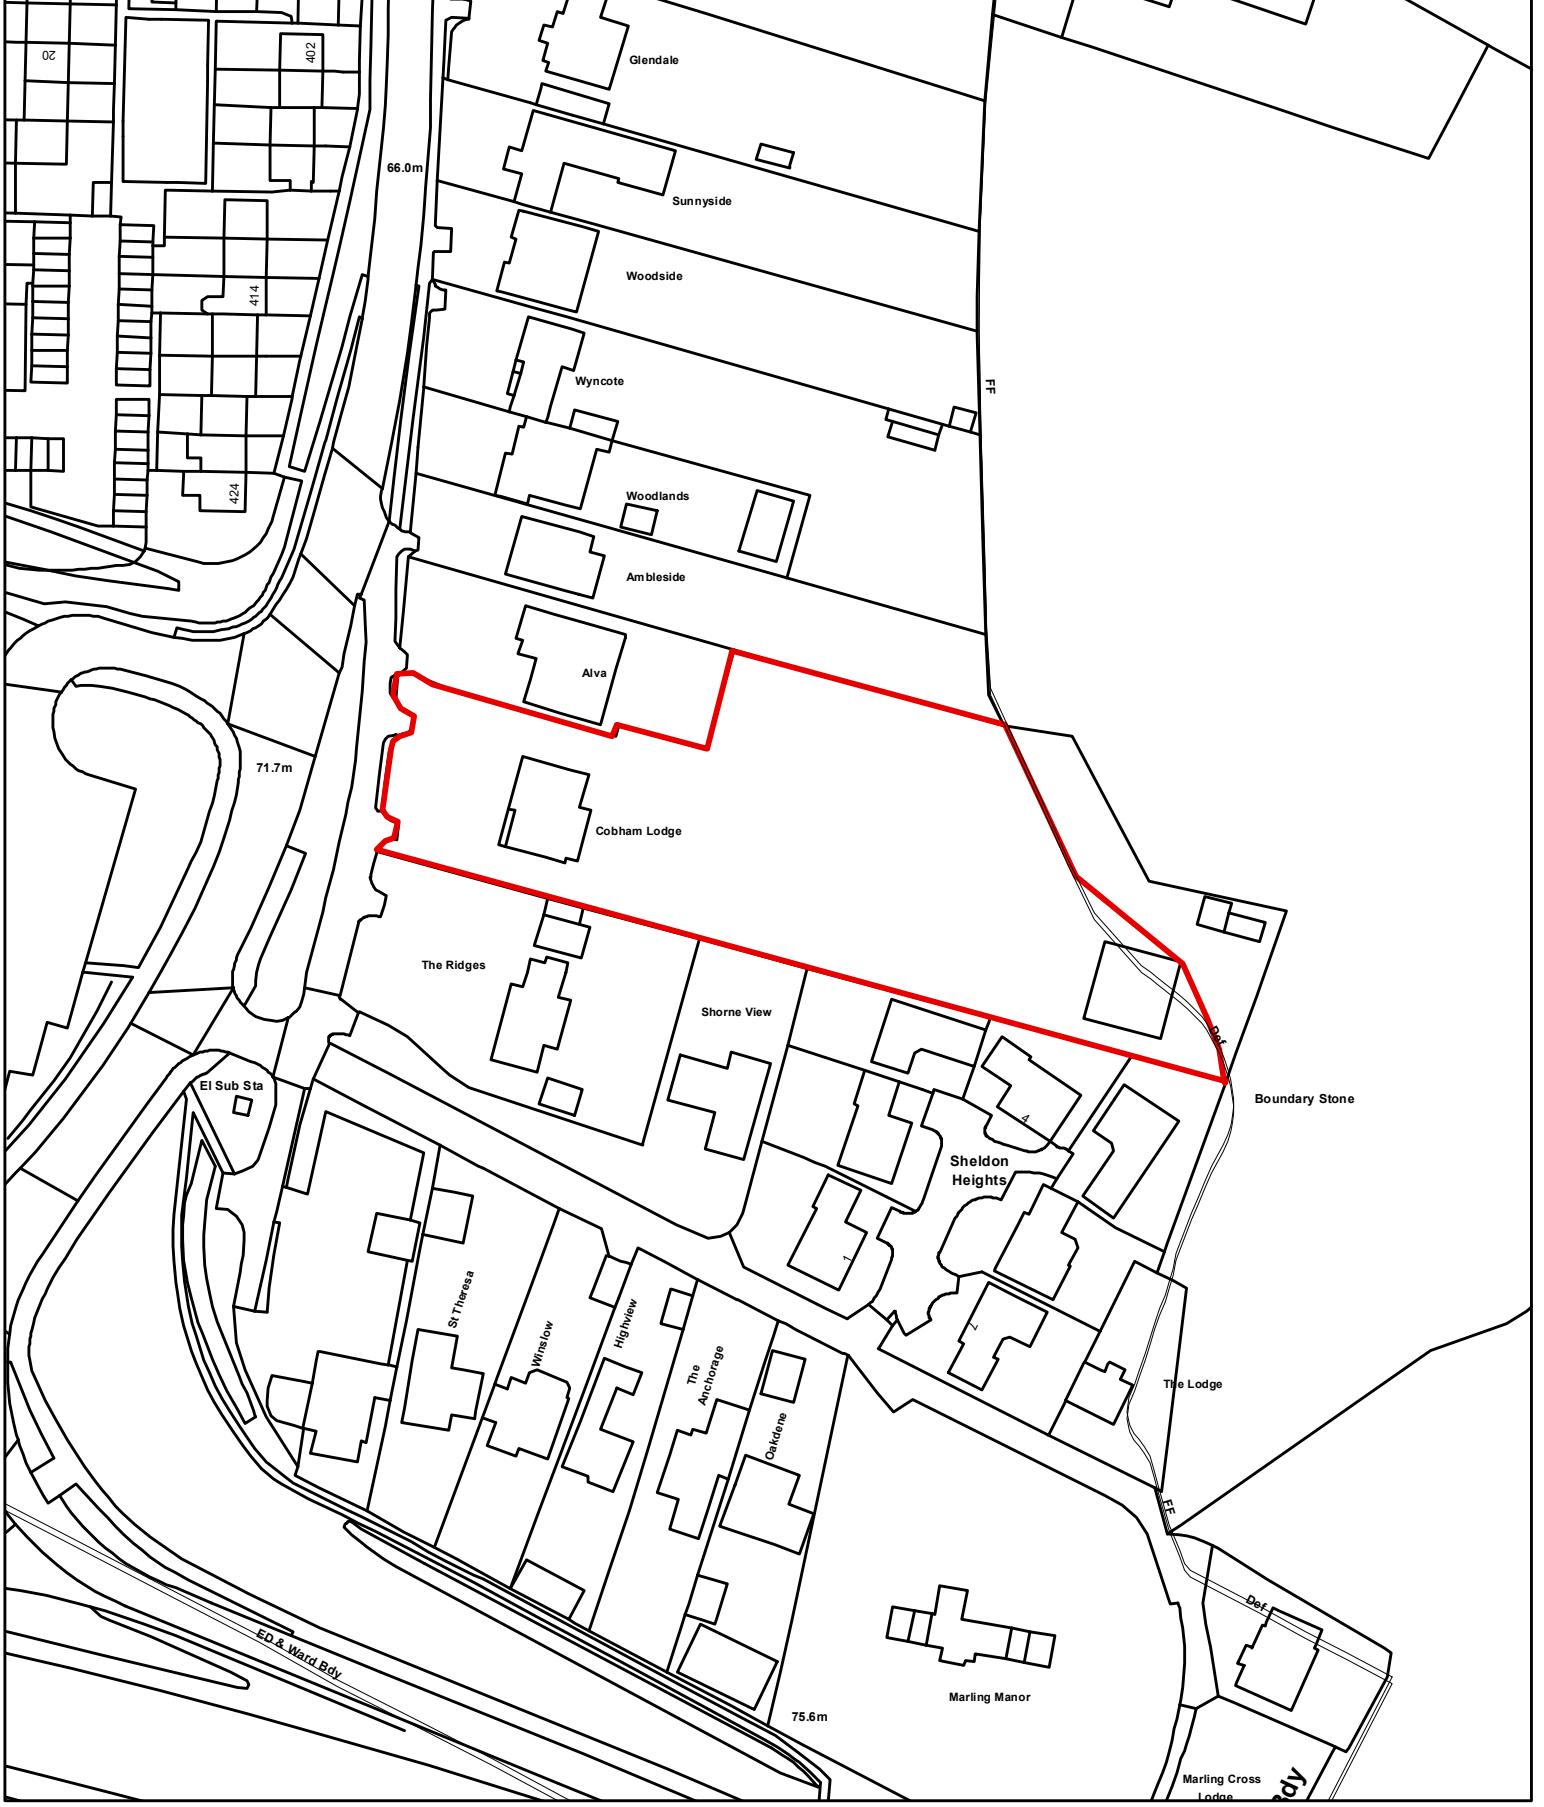 20
402
Glendale
66.0m
Sunnyside
Woodside
414
Wyncote
FF
424
Woodlands
Ambleside
Alva
71.7m
Cobham Lodge
The Ridges
Shorne View
Def
El Sub Sta
Boundary Stone
4
Sheldon
Heights
1
St Theresa
Winslow
Highview
The
Anchorage
7
The Lodge
Oakdene
FF
Def
ED & Ward Bdy
Marling Manor
75.6m
Marling Cross
Lodge
Bdy